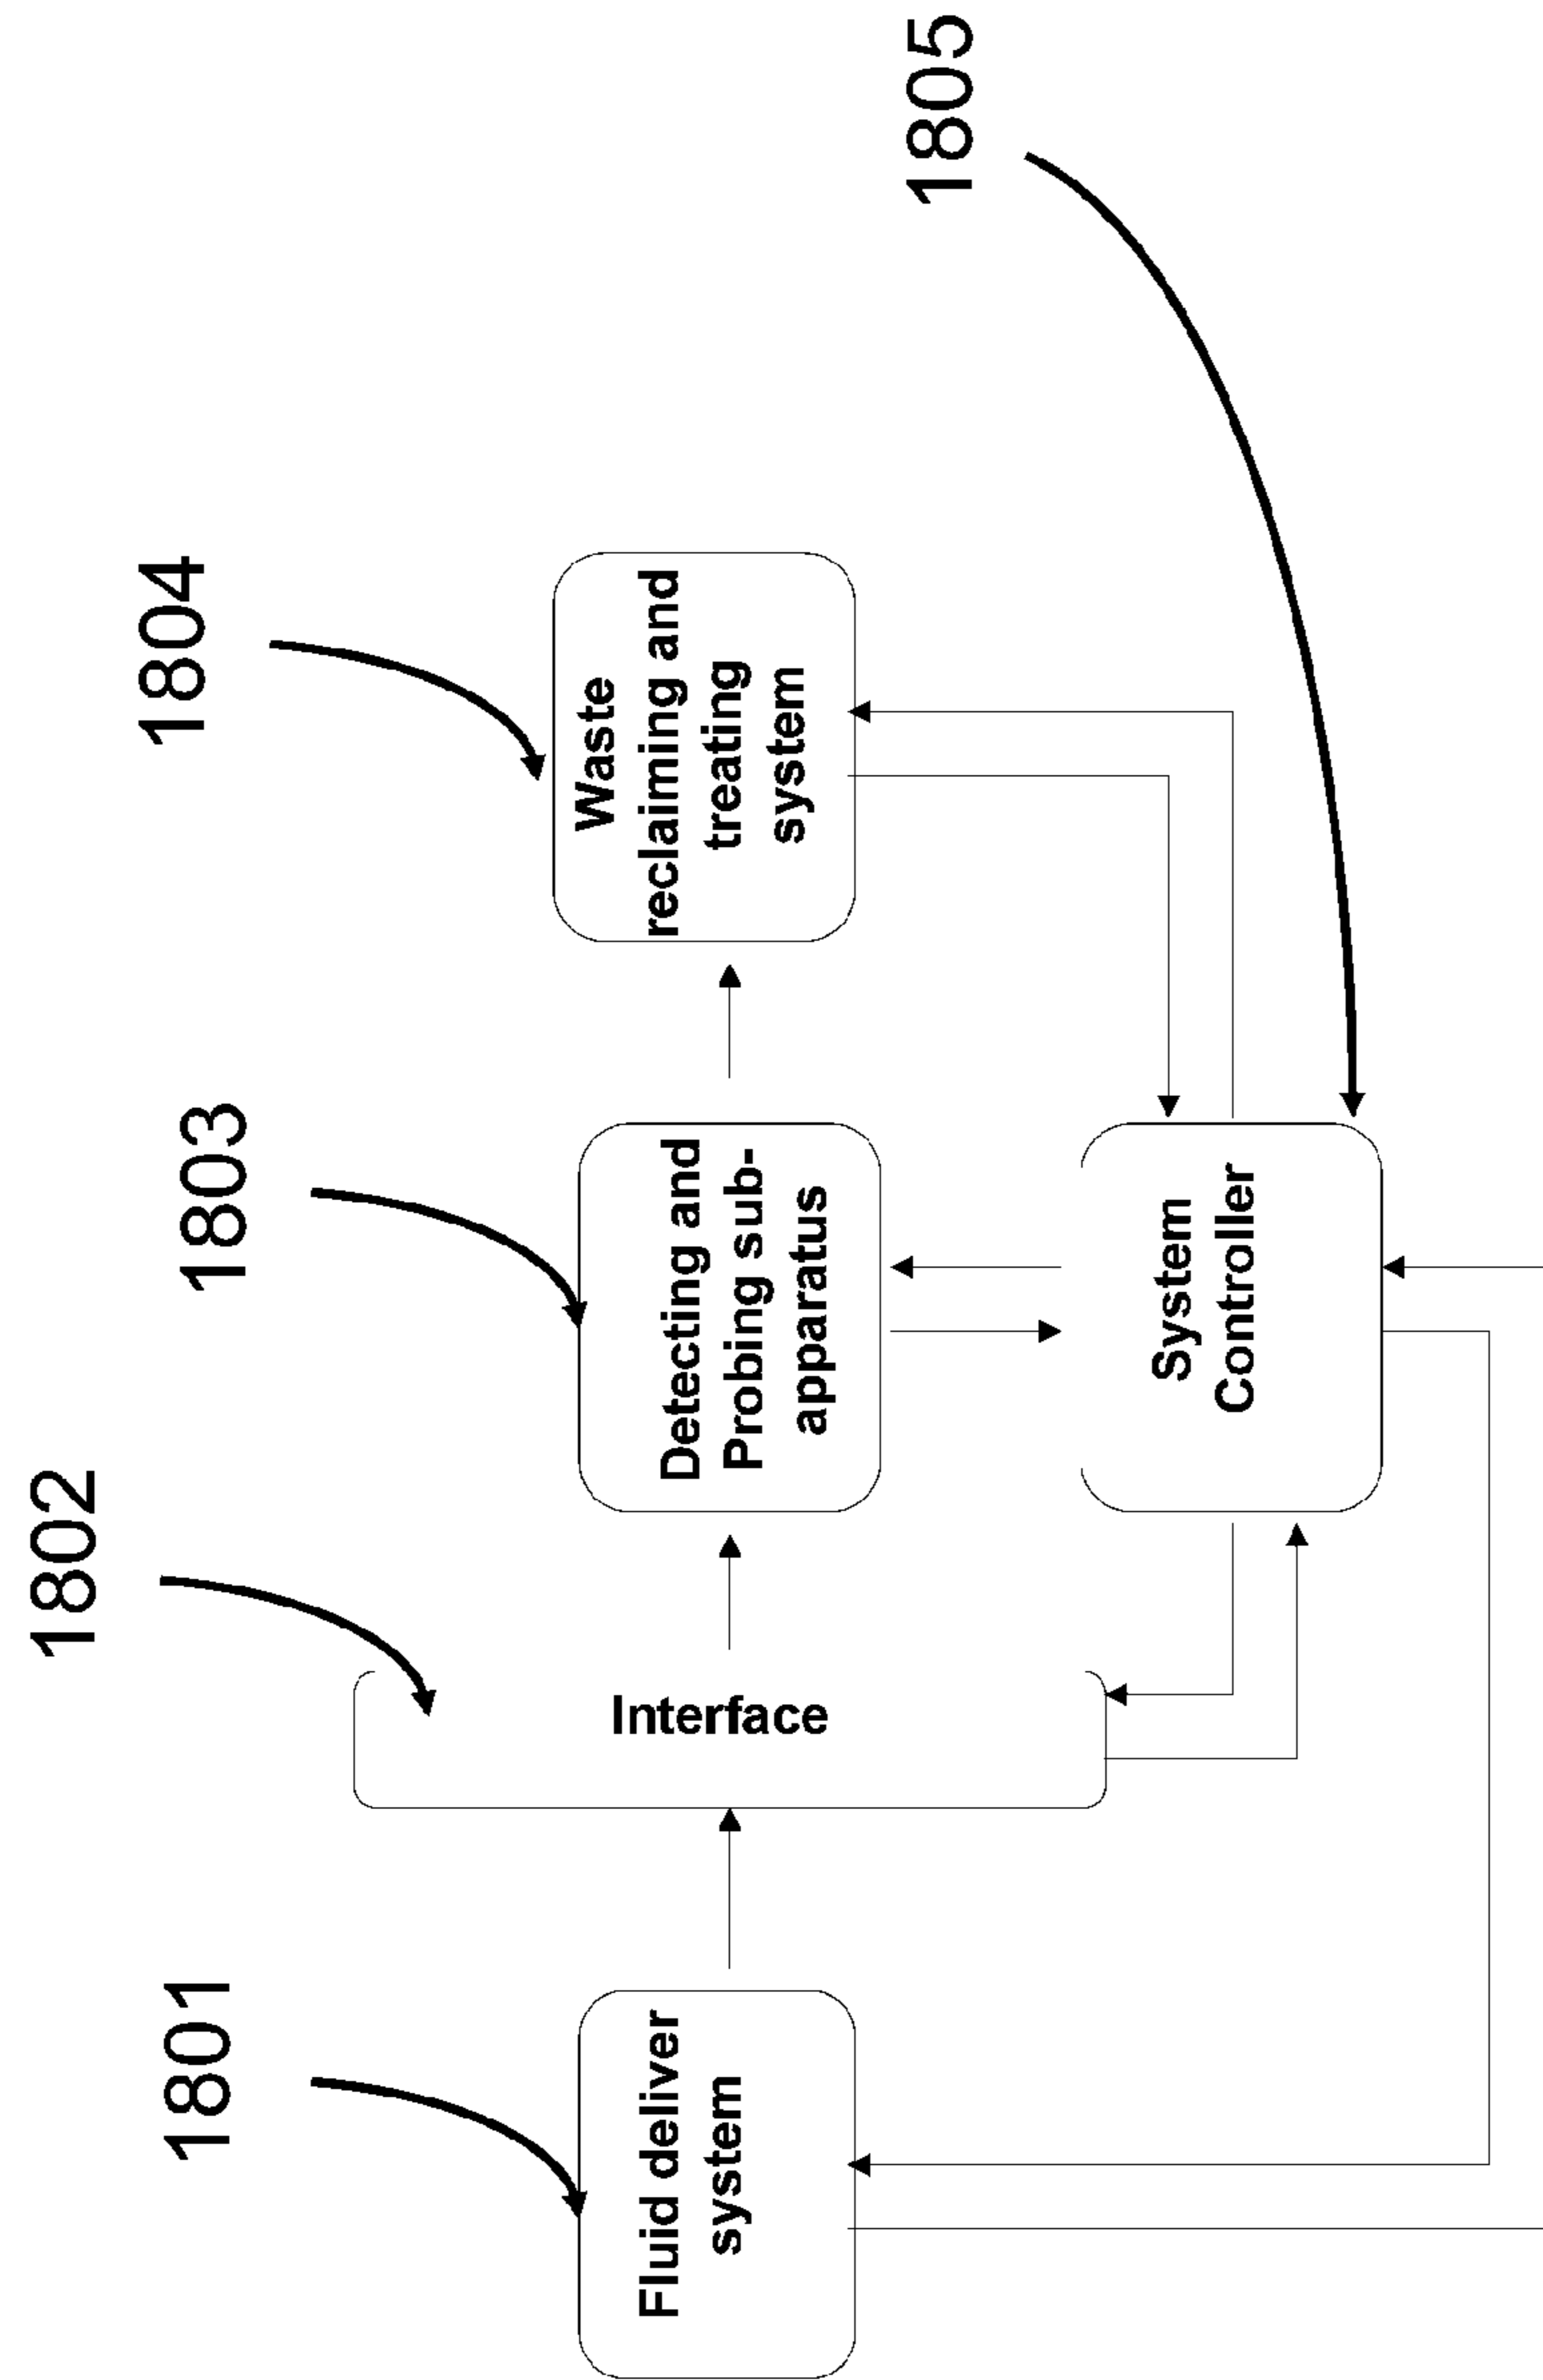 1801
1802
1803
1804
1805
Fluid deliver
system
Interface
Detecting and
Probing sub-
apparatus
Waste
reclaiming and
treating
system
System
Controller